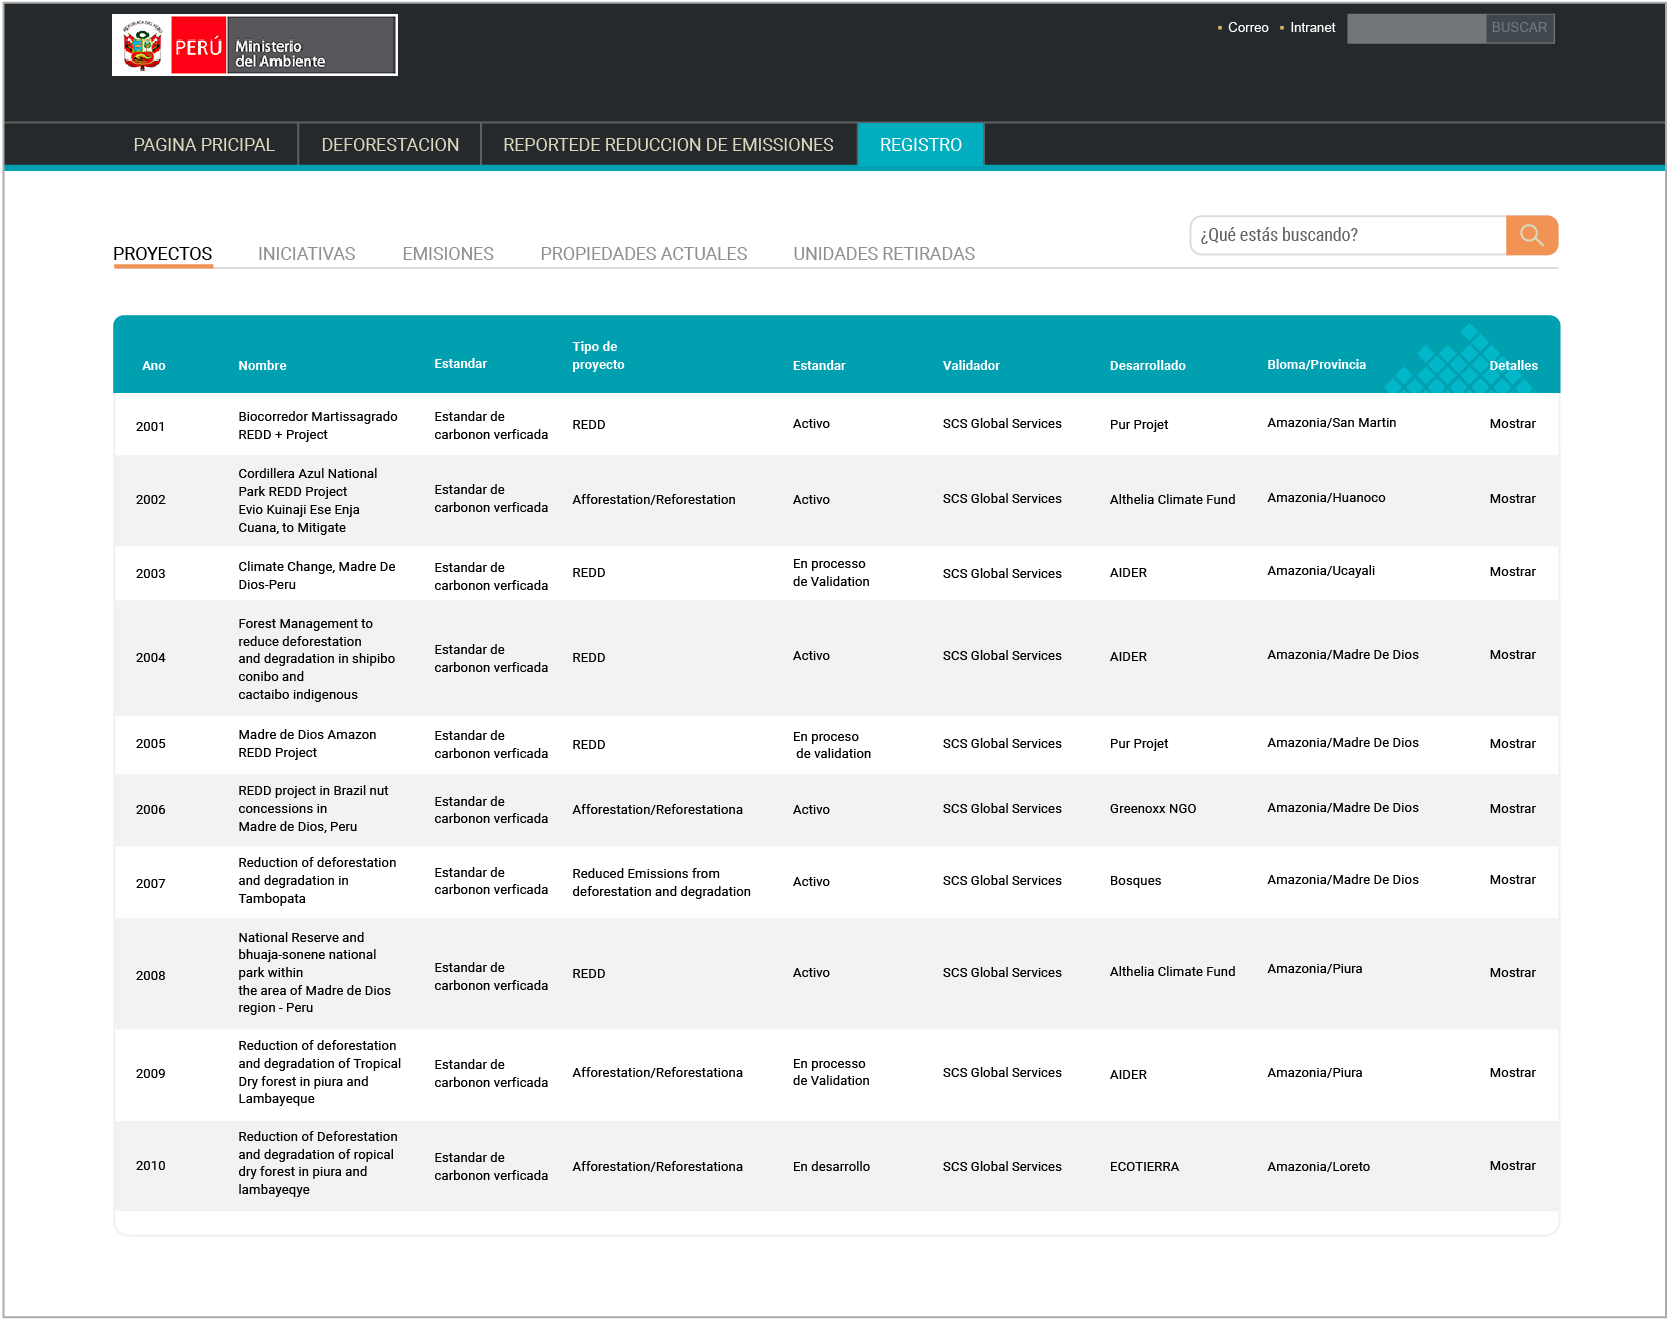 REPUBLICA DEL PERU
PERÚ
Ministerio
del Ambiente
Correo
Intranet
BUSCAR
PAGINA PRICIPAL
DEFORESTACION
REPORTEDE REDUCCION DE EMISSIONES
REGISTRO
PROYECTOS
INICIATIVAS
EMISIONES
PROPIEDADES ACTUALES
UNIDADES RETIRADAS
¿Qué estás buscando?
Ano
Nombre
Estandar
Tipo de
proyecto
Estandar
Validador
Desarrollado
Bloma/Provincia
Detalles
2001
Biocorredor Martissagrado
REDD + Project
Estandar de
carbonon verficada
REDD
Activo
SCS Global Services
Pur Projet
Amazonia/San Martin
Mostrar
2002
Cordillera Azul National
Park REDD Project
Evio Kuinaji Ese Enja
Cuana, to Mitigate
Estandar de
carbonon verficada
Afforestation/Reforestation
Activo
SCS Global Services
Althelia Climate Fund
Amazonia/Huanoco
Mostrar
2003
Climate Change, Madre De
Dios-Peru
Estandar de
carbonon verficada
REDD
En processo
de Validation
SCS Global Services
AIDER
Amazonia/Ucayali
Mostrar
2004
Forest Management to
reduce deforestation
and degradation in shipibo
conibo and
cactaibo indigenous
Estandar de
carbonon verficada
REDD
Activo
SCS Global Services
AIDER
Amazonia/Madre De Dios
Mostrar
2005
Madre de Dios Amazon
REDD Project
Estandar de
carbonon verficada
REDD
En proceso
de validation
SCS Global Services
Pur Projet
Amazonia/Madre De Dios
Mostrar
2006
REDD project in Brazil nut
concessions in
Madre de Dios, Peru
Estandar de
carbonon verficada
Afforestation/Reforestationa
Activo
SCS Global Services
Greenoxx NGO
Amazonia/Madre De Dios
Mostrar
2007
Reduction of deforestation
and degradation in
Tambopata
Estandar de
carbonon verficada
Reduced Emissions from
deforestation and degradation
Activo
SCS Global Services
Bosques
Amazonia/Madre De Dios
Mostrar
2008
National Reserve and
bhuaja-sonene national
park within
the area of Madre de Dios
region - Peru
Estandar de
carbonon verficada
REDD
Activo
SCS Global Services
Althelia Climate Fund
Amazonia/Piura
Mostrar
2009
Reduction of deforestation
and degradation of Tropical
Dry forest in piura and
Lambayeque
Estandar de
carbonon verficada
Afforestation/Reforestationa
En processo
de Validation
SCS Global Services
AIDER
Amazonia/Piura
Mostrar
2010
Reduction of Deforestation
and degradation of ropical
dry forest in piura and
lambayeqye
Estandar de
carbonon verficada
Afforestation/Reforestationa
En desarrollo
SCS Global Services
ECOTIERRA
Amazonia/Loreto
Mostrar